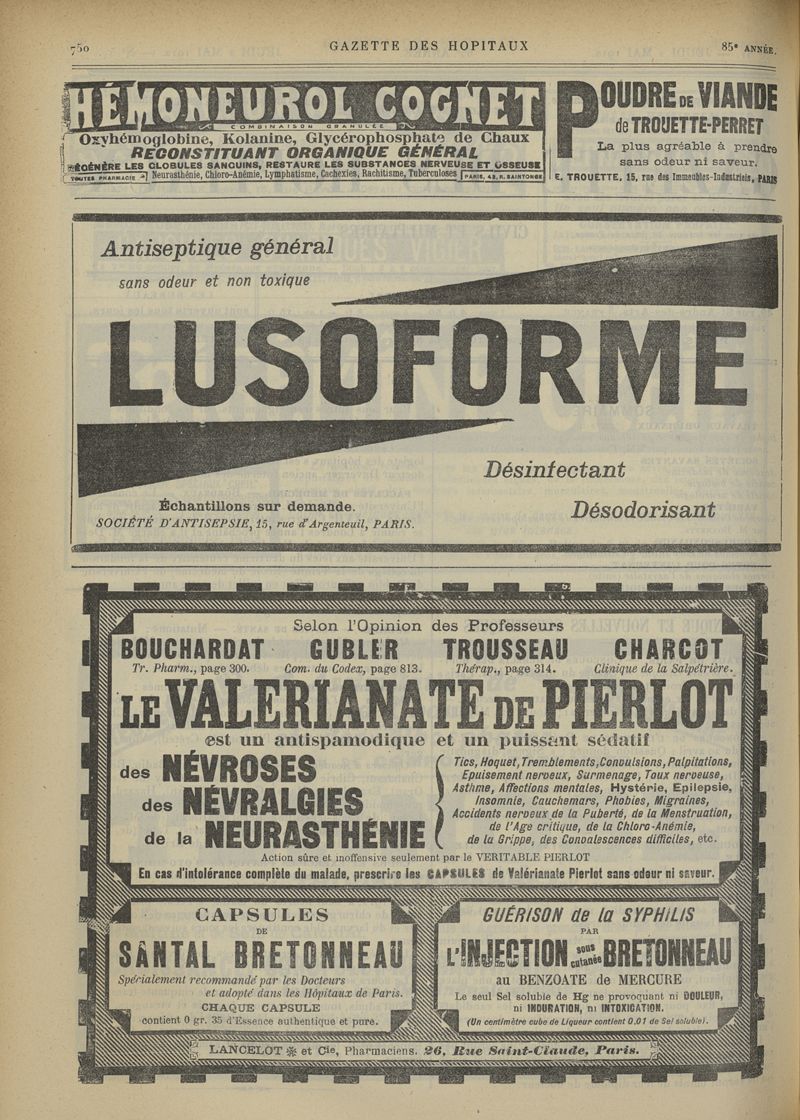 750
GAZETTE DES HOPITAUX
85e ANNÉE.
HÉMONEUROL COGNET
COMBINAISON GRANULÉE
Oxyhémoglobine, Kolanine, Glycérophosphate de Chaux
RECONSTITUANT ORGANIQUE GÉNÉRAL
RÉGÉNÈRE LES GLOBULES SANGUINS, RESTAURE LES SUBSTANCES NERVEUSE ET OSSEUSE
TOUTES PHARMACIES
Neurasthénie, Chloro-Anémie, Lymphatisme, Cachexies, Rachitisme, Tuberculoses
PARIS, 43, R. SAINTONGE
POUDRE DE VIANDE
de TROUETTE-PERRET
La plus agréable à prendre
sans odeur ni saveur.
E. TROUETTE, 15, rue des Immeubles-Industriels, PARIS
Antiseptique général
sans odeur et non toxique
LUSOFORME
Désinfectant
Désodorisant
Échantillons sur demande.
SOCIÉTÉ D'ANTISEPSIE, 15, rue d'Argenteuil, PARIS.
Selon l'Opinion des Professeurs
BOUCHARDAT GUBLER TROUSSEAU CHARCOT
Tr. Pharm., page 300. Com. du Codex, page 813. Thérap., page 314. Clinique de la Salpêtrière.
LE VALERIANATE DE PIERLOT
est un antispamodique et un puissant sédatif
des NÉVROSES
des NÉVRALGIES
de la NEURASTHÉNIE
Tics, Hoquet, Tremblements, Convulsions, Palpitations,
Epuisement nerveux, Surmenage, Toux nerveuse,
Asthme, Affections mentales, Hystérie, Epilepsie,
Insomnie, Cauchemars, Phobies, Migraines,
Accidents nerveux de la Puberté, de la Menstruation,
de l'Age critique, de la Chloro-Anémie,
de la Grippe, des Convalescences difficiles, etc.
Action sûre et inoffensive seulement par le VERITABLE PIERLOT
En cas d'intolérance complète du malade, prescrire les CAPSULES de Valérianate Pierlot sans odeur ni saveur.
CAPSULES
DE
SANTAL BRETONNEAU
Spécialement recommandé par les Docteurs
et adopté dans les Hôpitaux de Paris.
CHAQUE CAPSULE
contient 0 gr. 35 d'Essence authentique et pure.
GUÉRISON de la SYPHILIS
PAR
L'INJECTION sous cutanée BRETONNEAU
au BENZOATE de MERCURE
Le seul Sel soluble de Hg ne provoquant ni DOULEUR,
ni INDURATION, ni INTOXICATION.
(Un centimètre cube de Liqueur contient 0.01 de Sel soluble).
LANCELOT et Cie, Pharmaciens. 26, Rue Saint-Claude, Paris.